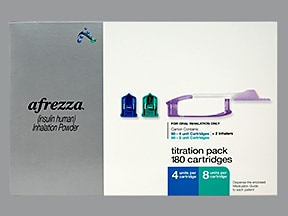 afrezza.
(insulin human)
Inhalation Powder
FOR ORAL INHALATION ONLY
Carton Contains
90 – 4 unit Cartridges
90 – 8 unit Cartridges
+ 2 Inhalers
titration pack
180 cartridges
4 units per cartridge
8 units per cartridge
Dispense the enclosed
Medication Guide
to each patient